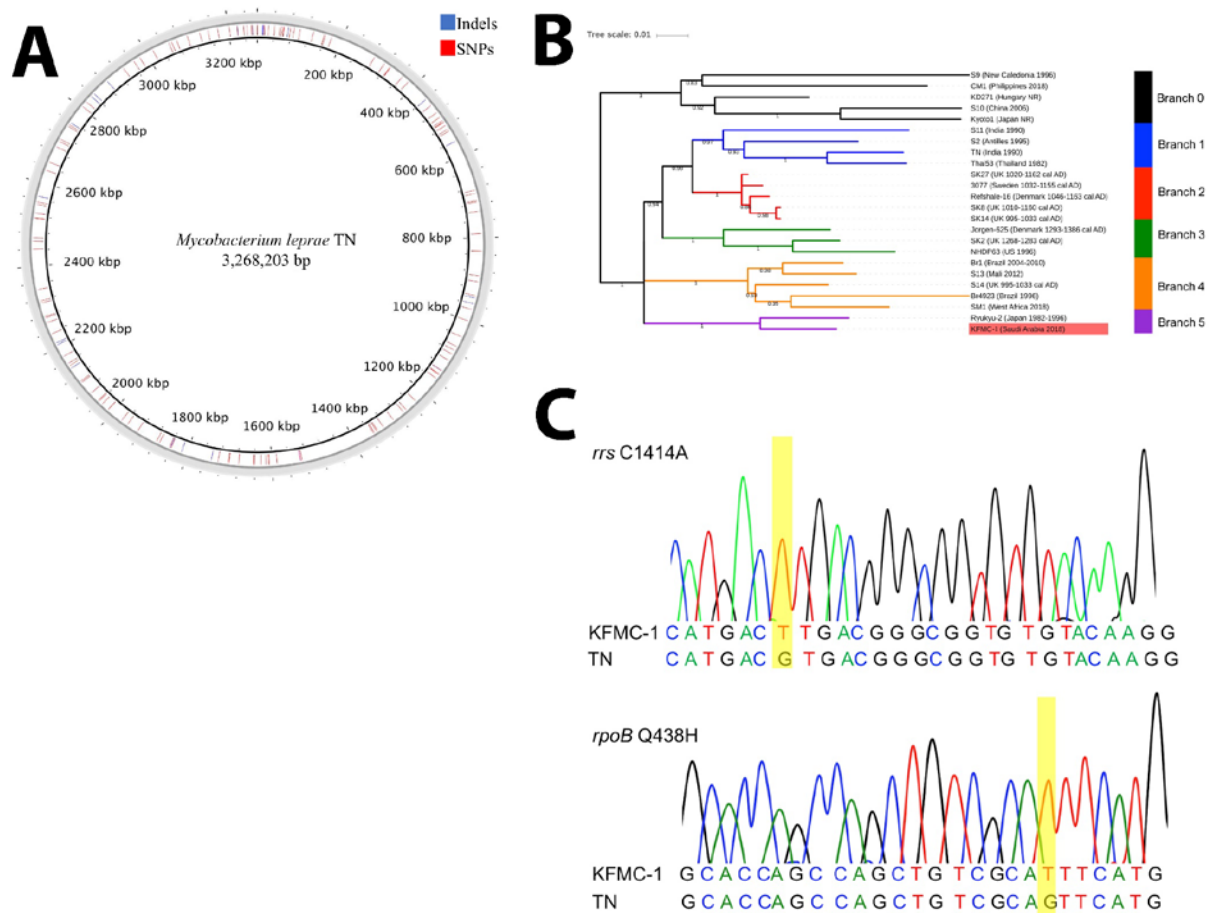 A
Indels
SNPs
3200 kbp
200 kbp
400 kbp
600 kbp
800 kbp
1000 kbp
1200 kbp
1400 kbp
1600 kbp
1800 kbp
2000 kbp
2200 kbp
2400 kbp
2600 kbp
2800 kbp
3000 kbp
Mycobacterium leprae TN
3,268,203 bp
B
Tree scale: 0.01
S9 (New Caledonia 1996)
CM1 (Philippines 2018)
KD271 (Hungary NR)
S10 (China 2006)
Kyoto1 (Japan NR)
S11 (India 1990)
S2 (Antilles 1995)
TN (India 1990)
Thai53 (Thailand 1982)
SK27 (UK 1020-1162 cal AD)
3077 (Sweden 1032-1155 cal AD)
Refshale-16 (Denmark 1046-1163 cal AD)
SK8 (UK 1010-1160 cal AD)
SK14 (UK 995-1033 cal AD)
Jorgen-625 (Denmark 1293-1386 cal AD)
SK2 (UK 1268-1283 cal AD)
NHDP63 (US 1996)
Br1 (Brazil 2004-2010)
S13 (Mali 2012)
S14 (UK 995-1033 cal AD)
Br4923 (Brazil 1996)
SM1 (West Africa 2018)
Ryukyu-2 (Japan 1982-1996)
KFMC-1 (Saudi Arabia 2018)
Branch 0
Branch 1
Branch 2
Branch 3
Branch 4
Branch 5
C
rrs C1414A
KFMC-1 CATGACTTGACGGGCGGTGTGTACAAGG
TN CATGACGTGACGGGCGGTGTGTACAAGG
rpoB Q438H
KFMC-1 GCACCAGCCAGCTGTCGCATTTCATG
TN GCACCAGCCAGCTGTCGCAGTTCATG